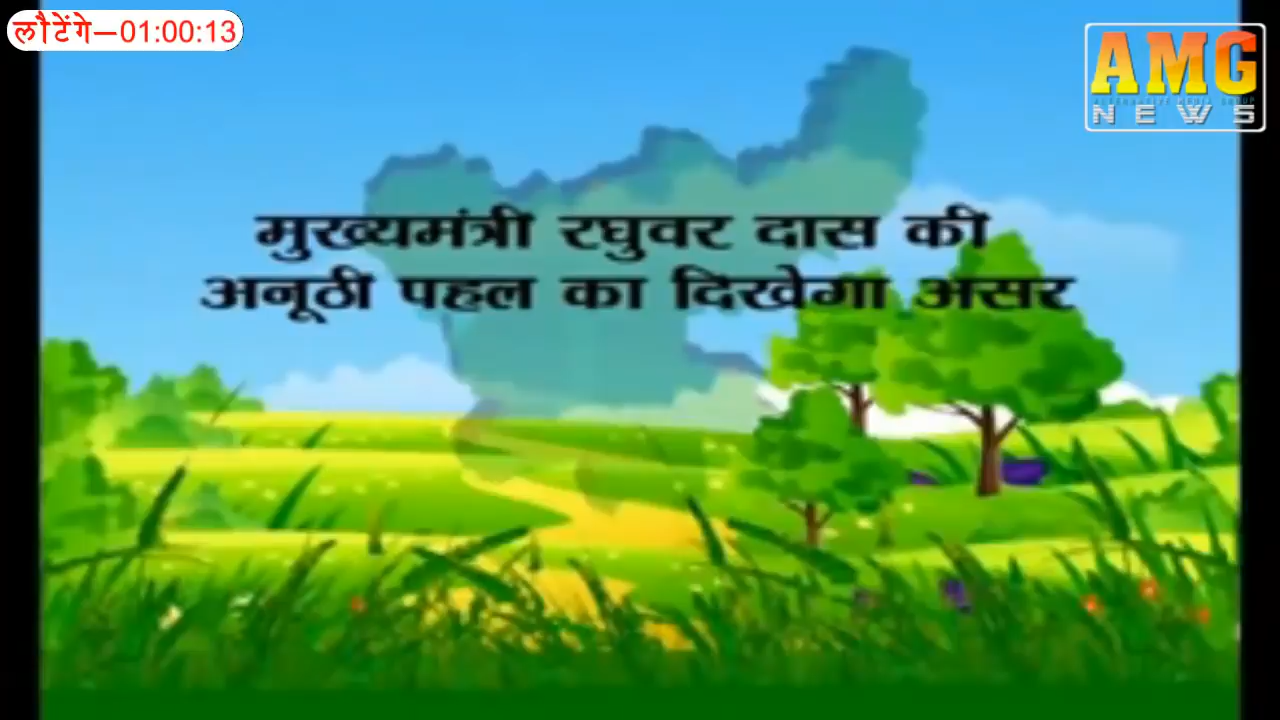 लौटेंगे–01:00:13
AMG
NEWS
मुख्यमंत्री रघुवर दास की
अनूठी पहल का दिखेगा असर